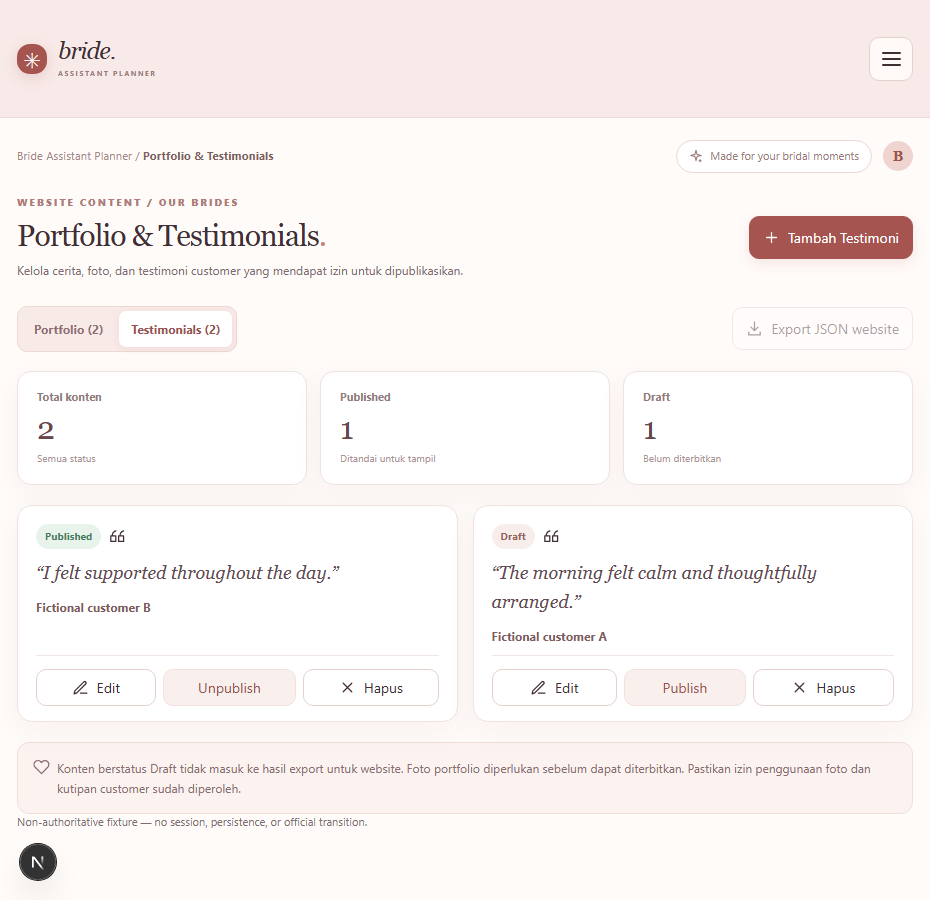 bride.
ASSISTANT PLANNER
Bride Assistant Planner / Portfolio & Testimonials
Made for your bridal moments
B
WEBSITE CONTENT / OUR BRIDES
Portfolio & Testimonials.
Kelola cerita, foto, dan testimoni customer yang mendapat izin untuk dipublikasikan.
Tambah Testimoni
Portfolio (2)
Testimonials (2)
Export JSON website
Total konten
2
Semua status
Published
1
Ditandai untuk tampil
Draft
1
Belum diterbitkan
Published
“I felt supported throughout the day.”
Fictional customer B
Edit
Unpublish
Hapus
Draft
“The morning felt calm and thoughtfully
arranged.”
Fictional customer A
Edit
Publish
Hapus
Konten berstatus Draft tidak masuk ke hasil export untuk website. Foto portfolio diperlukan sebelum dapat diterbitkan. Pastikan izin penggunaan foto dan
kutipan customer sudah diperoleh.
Non-authoritative fixture — no session, persistence, or official transition.
N